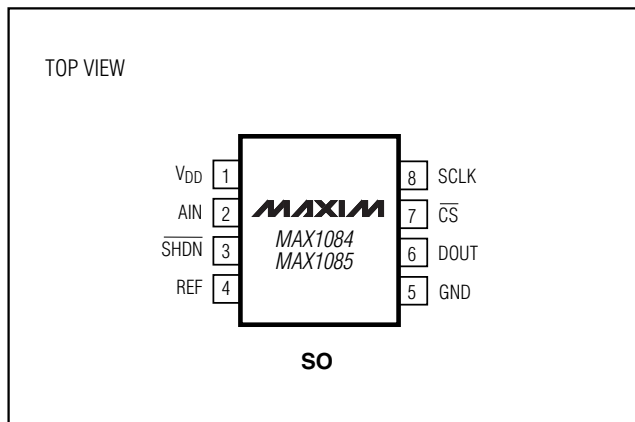 TOP VIEW
VDD 1
AIN 2
SHDN 3
REF 4
MAXIM
MAX1084
MAX1085
8 SCLK
7 CS
6 DOUT
5 GND
SO